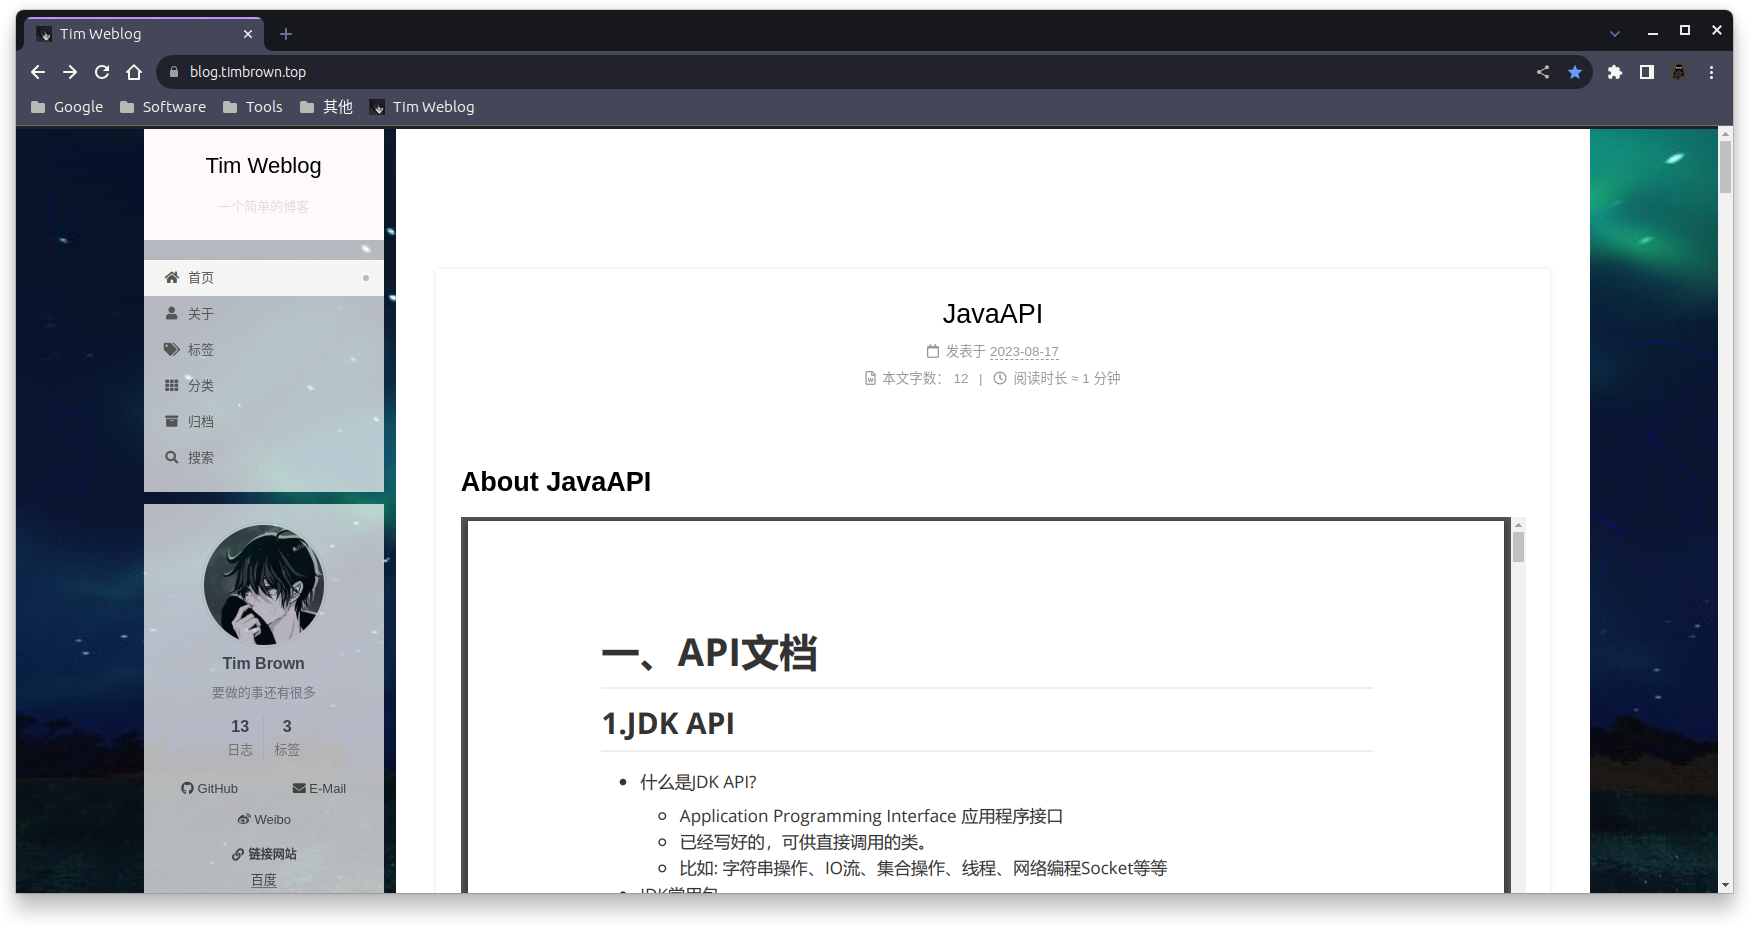 Tim Weblog
blog.timbrown.top
Google Software Tools 其他 Tim Weblog
Tim Weblog
一个简单的博客
首页
关于
标签
分类
归档
搜索
Tim Brown
要做的事还有很多
13 3
日志 标签
GitHub E-Mail
Weibo
链接网站
百度
JavaAPI
发表于 2023-08-17
本文字数： 12 | 阅读时长 ≈ 1 分钟
About JavaAPI
一、API文档
1.JDK API
什么是JDK API?
Application Programming Interface 应用程序接口
已经写好的，可供直接调用的类。
比如: 字符串操作、IO流、集合操作、线程、网络编程Socket等等
JDK常用包